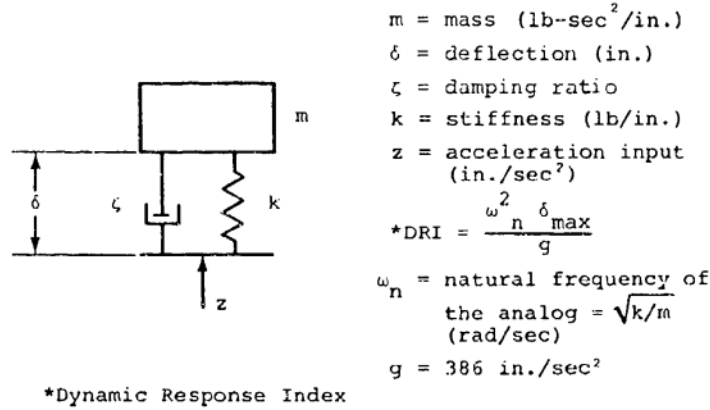 m = mass (lb-sec²/in.)
δ = deflection (in.)
ζ = damping ratio
k = stiffness (lb/in.)
z = acceleration input
(in./sec²)
*DRI = ω²n δmax / g
ωn = natural frequency of
the analog = √k/m
(rad/sec)
g = 386 in./sec²
m
δ
ζ
k
z
*Dynamic Response Index